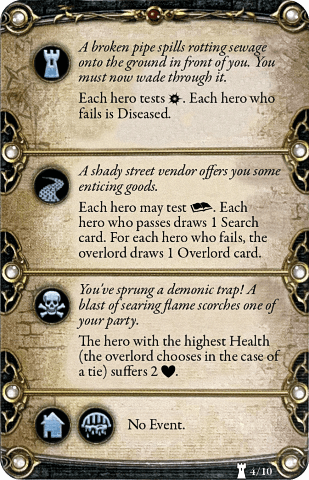 A broken pipe spills rotting sewage
onto the ground in front of you. You
must now wade through it.
Each hero tests . Each hero who
fails is Diseased.
A shady street vendor offers you some
enticing goods.
Each hero may test . Each
hero who passes draws 1 Search
card. For each hero who fails, the
overlord draws 1 Overlord card.
You've sprung a demonic trap! A
blast of searing flame scorches one of
your party.
The hero with the highest Health
(the overlord chooses in the case of
a tie) suffers 2 ♥.
No Event.
4/10